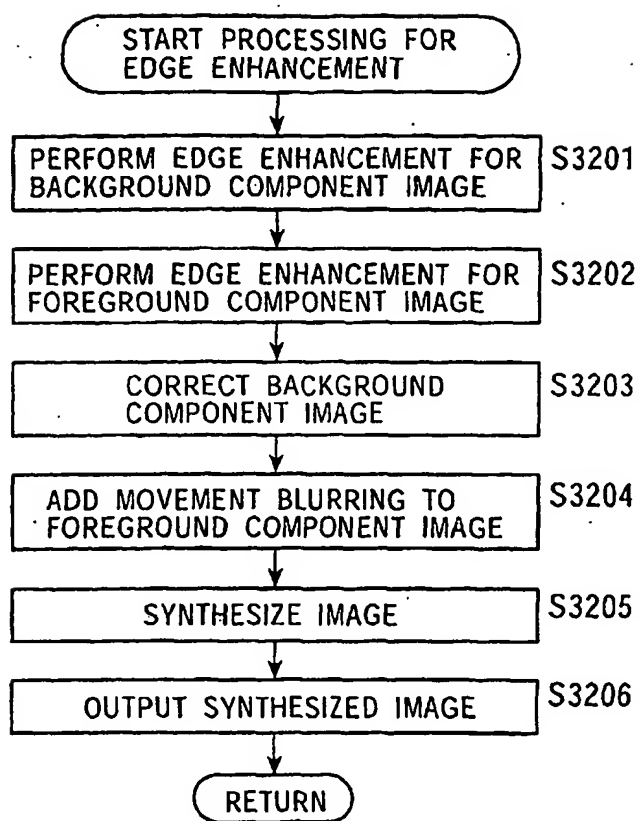 START PROCESSING FOR
EDGE ENHANCEMENT
PERFORM EDGE ENHANCEMENT FOR
BACKGROUND COMPONENT IMAGE
S3201
PERFORM EDGE ENHANCEMENT FOR
FOREGROUND COMPONENT IMAGE
S3202
CORRECT BACKGROUND
COMPONENT IMAGE
S3203
ADD MOVEMENT BLURRING TO
FOREGROUND COMPONENT IMAGE
S3204
SYNTHESIZE IMAGE
S3205
OUTPUT SYNTHESIZED IMAGE
S3206
RETURN